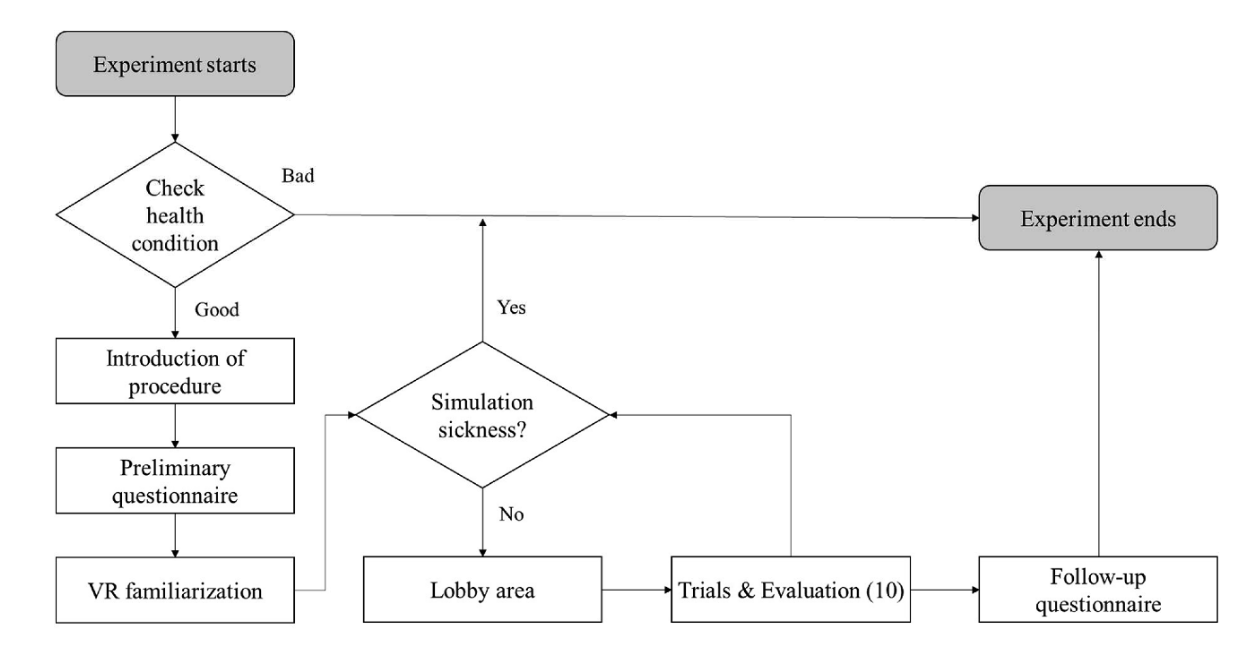 Experiment starts
Bad
Check
health
condition
Experiment ends
Good
Introduction of
procedure
Yes
Simulation
sickness?
Preliminary
questionnaire
No
VR familiarization
Lobby area
Trials & Evaluation (10)
Follow-up
questionnaire